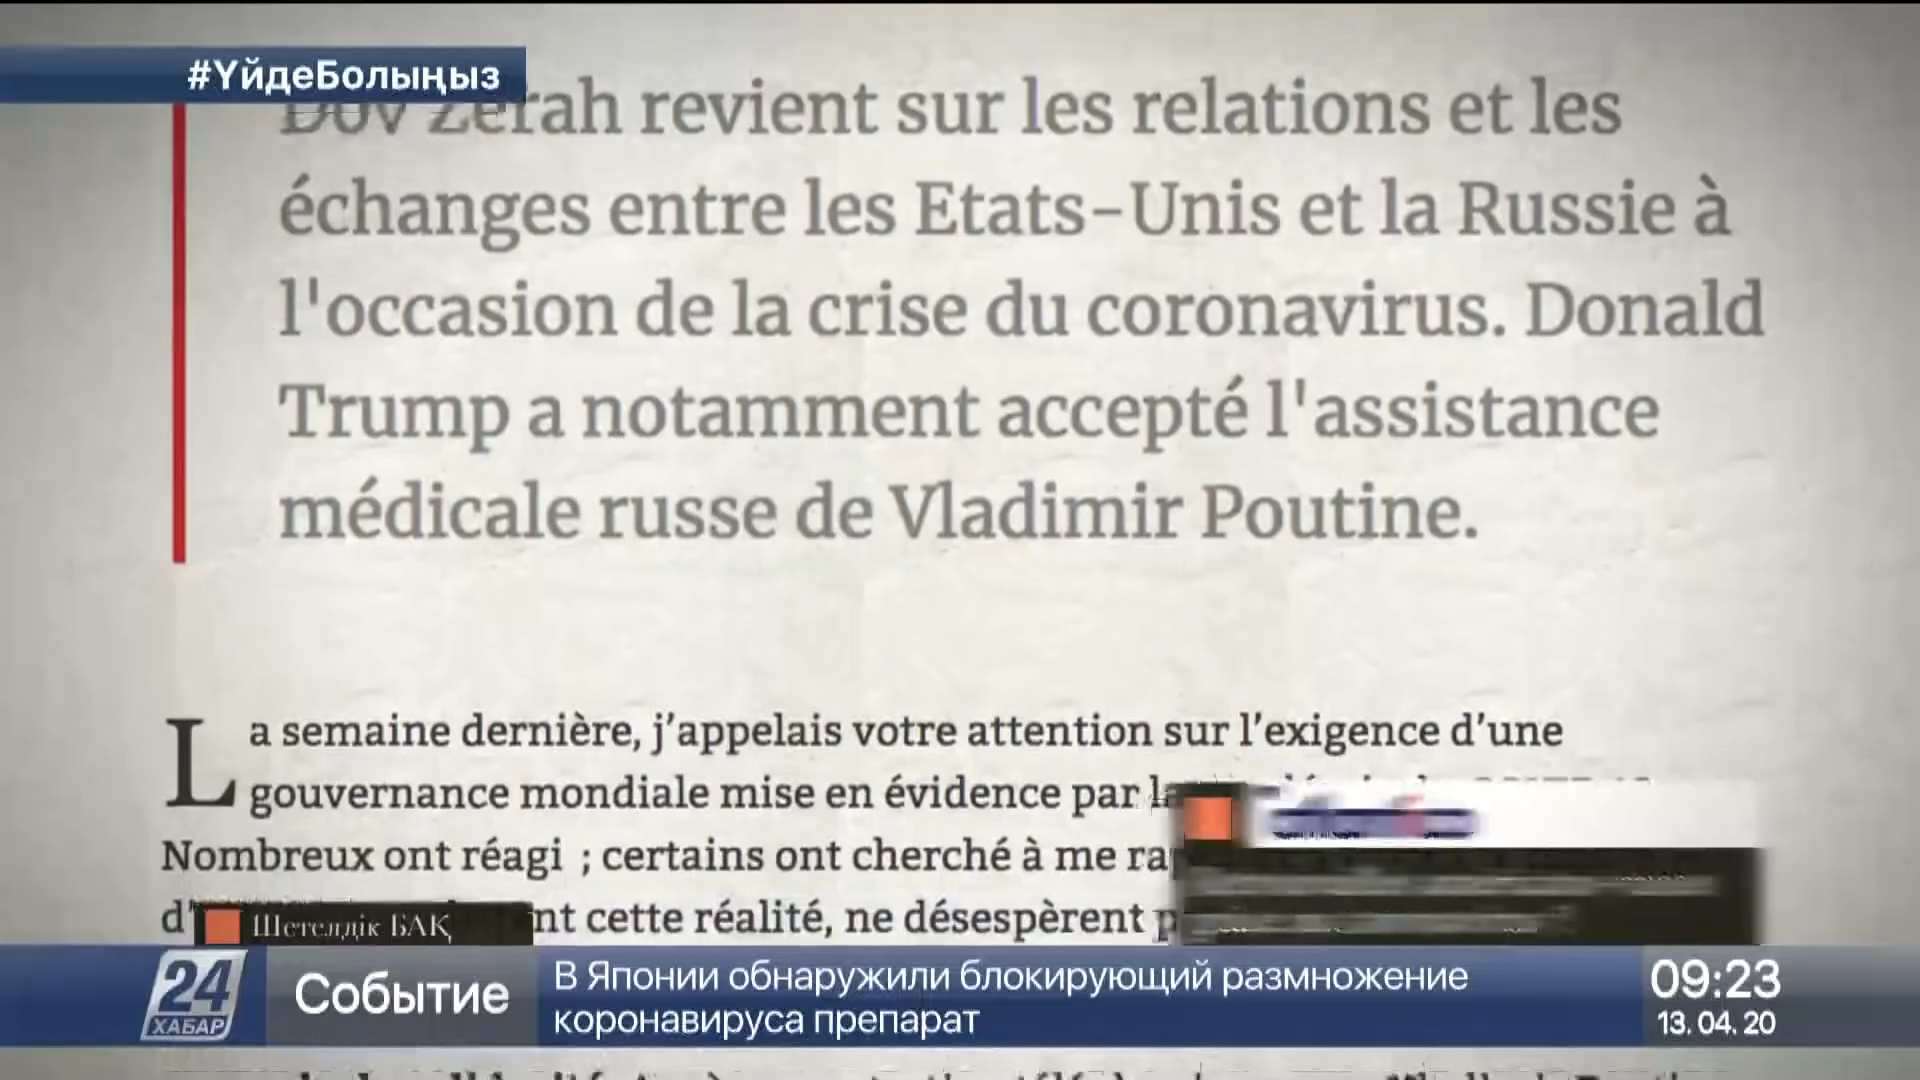 #ҮйдеБолыңыз
Dov Zerah revient sur les relations et les
échanges entre les Etats-Unis et la Russie à
l'occasion de la crise du coronavirus. Donald
Trump a notamment accepté l'assistance
médicale russe de Vladimir Poutine.
La semaine dernière, j’appelais votre attention sur l’exigence d’une
gouvernance mondiale mise en évidence par
Nombreux ont réagi ; certains ont cherché à me
cette réalité, ne désespèrent
Шетелдік БАҚ
24
ХАБАР
Событие
В Японии обнаружили блокирующий размножение
коронавируса препарат
09:23
13. 04. 20